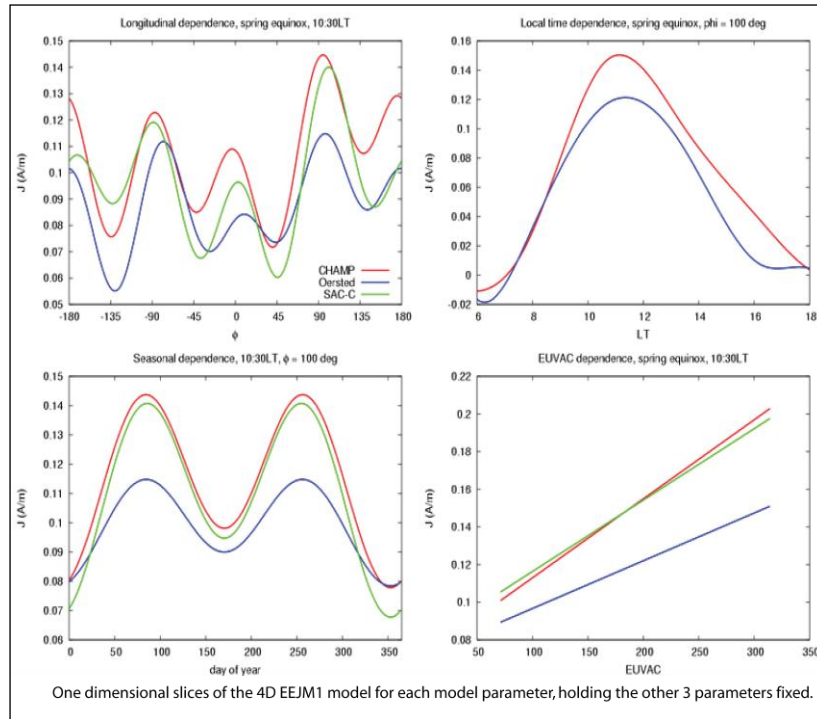 Longitudinal dependence, spring equinox, 10:30LT
0.15
0.14
0.13
0.12
0.11
0.1
0.09
0.08
0.07
0.06
0.05
J (A/m)
CHAMP
Oersted
SAC-C
-180 -135 -90 -45 0 45 90 135 180
ϕ
Local time dependence, spring equinox, phi = 100 deg
0.16
0.14
0.12
0.1
0.08
0.06
0.04
0.02
0
-0.02
J (A/m)
6 8 10 12 14 16 18
LT
Seasonal dependence, 10:30LT, ϕ = 100 deg
0.15
0.14
0.13
0.12
0.11
0.1
0.09
0.08
0.07
0.06
J (A/m)
0 50 100 150 200 250 300 350
day of year
EUVAC dependence, spring equinox, 10:30LT
0.22
0.2
0.18
0.16
0.14
0.12
0.1
0.08
J (A/m)
50 100 150 200 250 300 350
EUVAC
One dimensional slices of the 4D EEJM1 model for each model parameter, holding the other 3 parameters fixed.